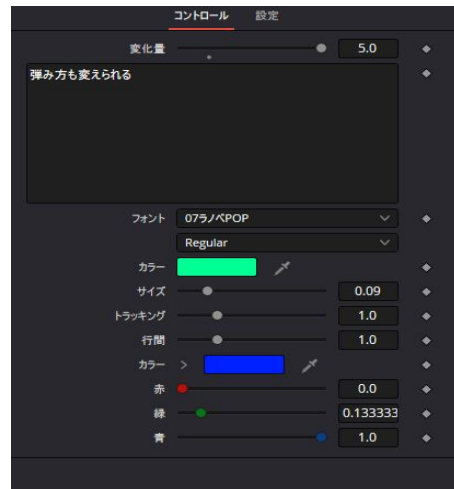 コントロール 設定
変化量 5.0
弾み方も変えられる
フォント 07ラノベPOP
Regular
カラー
サイズ 0.09
トラッキング 1.0
行間 1.0
カラー >
赤 0.0
緑 0.133333
青 1.0